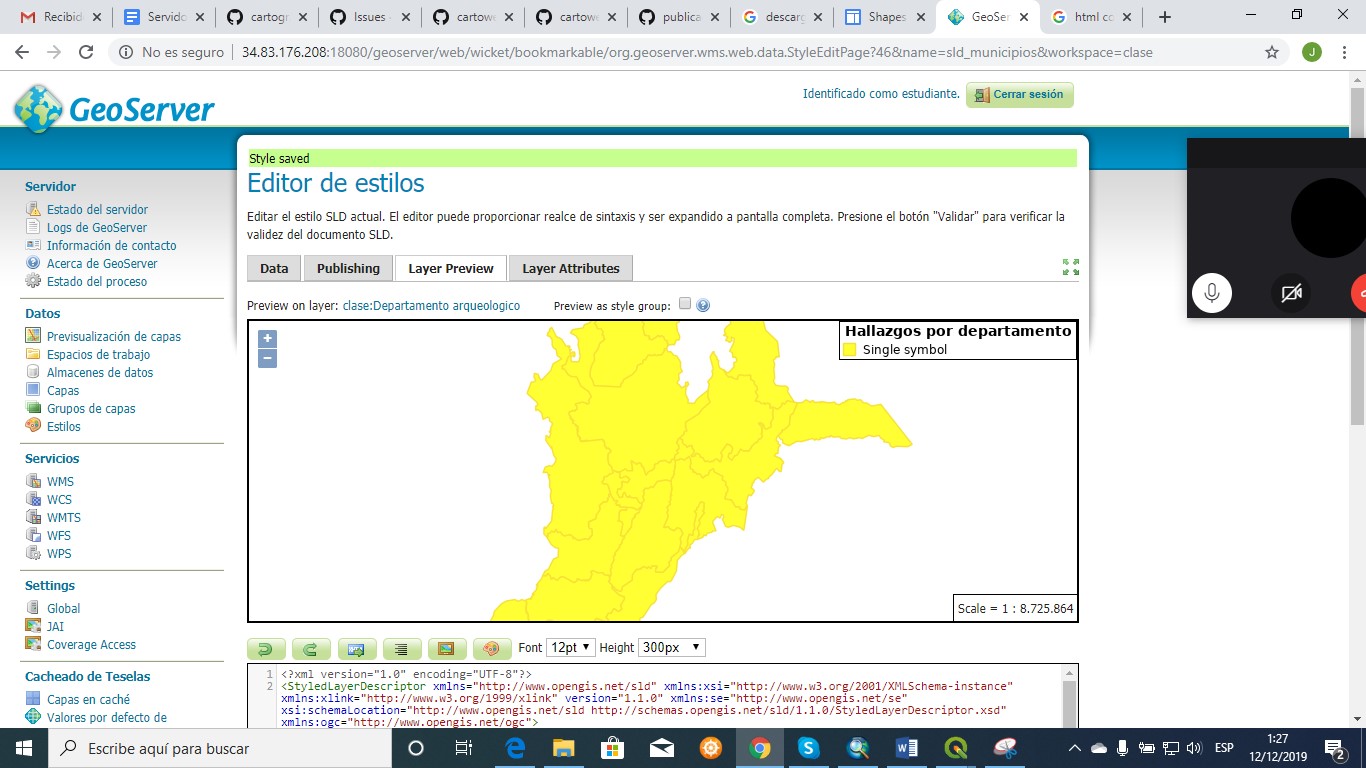 Recibid
Servido
cartogr
Issues
cartowe
cartowe
publica
descarg
Shapes
GeoSer
html cc
No es seguro | 34.83.176.208:18080/geoserver/web/wicket/bookmarkable/org.geoserver.wms.web.data.StyleEditPage?46&name=sld_municipios&workspace=clase
J
GeoServer
Identificado como estudiante.
Cerrar sesión
Servidor
Estado del servidor
Logs de GeoServer
Información de contacto
Acerca de GeoServer
Estado del proceso
Datos
Previsualización de capas
Espacios de trabajo
Almacenes de datos
Capas
Grupos de capas
Estilos
Servicios
WMS
WCS
WMTS
WFS
WPS
Settings
Global
JAI
Coverage Access
Cacheado de Teselas
Capas en caché
Valores por defecto de
Style saved
Editor de estilos
Editar el estilo SLD actual. El editor puede proporcionar realce de sintaxis y ser expandido a pantalla completa. Presione el botón "Validar" para verificar la
validez del documento SLD.
Data
Publishing
Layer Preview
Layer Attributes
Preview on layer: clase:Departamento arqueologico
Preview as style group:
+
−
Hallazgos por departamento
Single symbol
Scale = 1 : 8.725.864
Font 12pt Height 300px
1 <?xml version="1.0" encoding="UTF-8"?>
2 <StyledLayerDescriptor xmlns="http://www.opengis.net/sld" xmlns:xsi="http://www.w3.org/2001/XMLSchema-instance"
xmlns:xlink="http://www.w3.org/1999/xlink" version="1.1.0" xmlns:se="http://www.opengis.net/se"
xsi:schemaLocation="http://www.opengis.net/sld http://schemas.opengis.net/sld/1.1.0/StyledLayerDescriptor.xsd"
xmlns:ogc="http://www.opengis.net/ogc">
Escribe aquí para buscar
ESP
1:27
12/12/2019
2